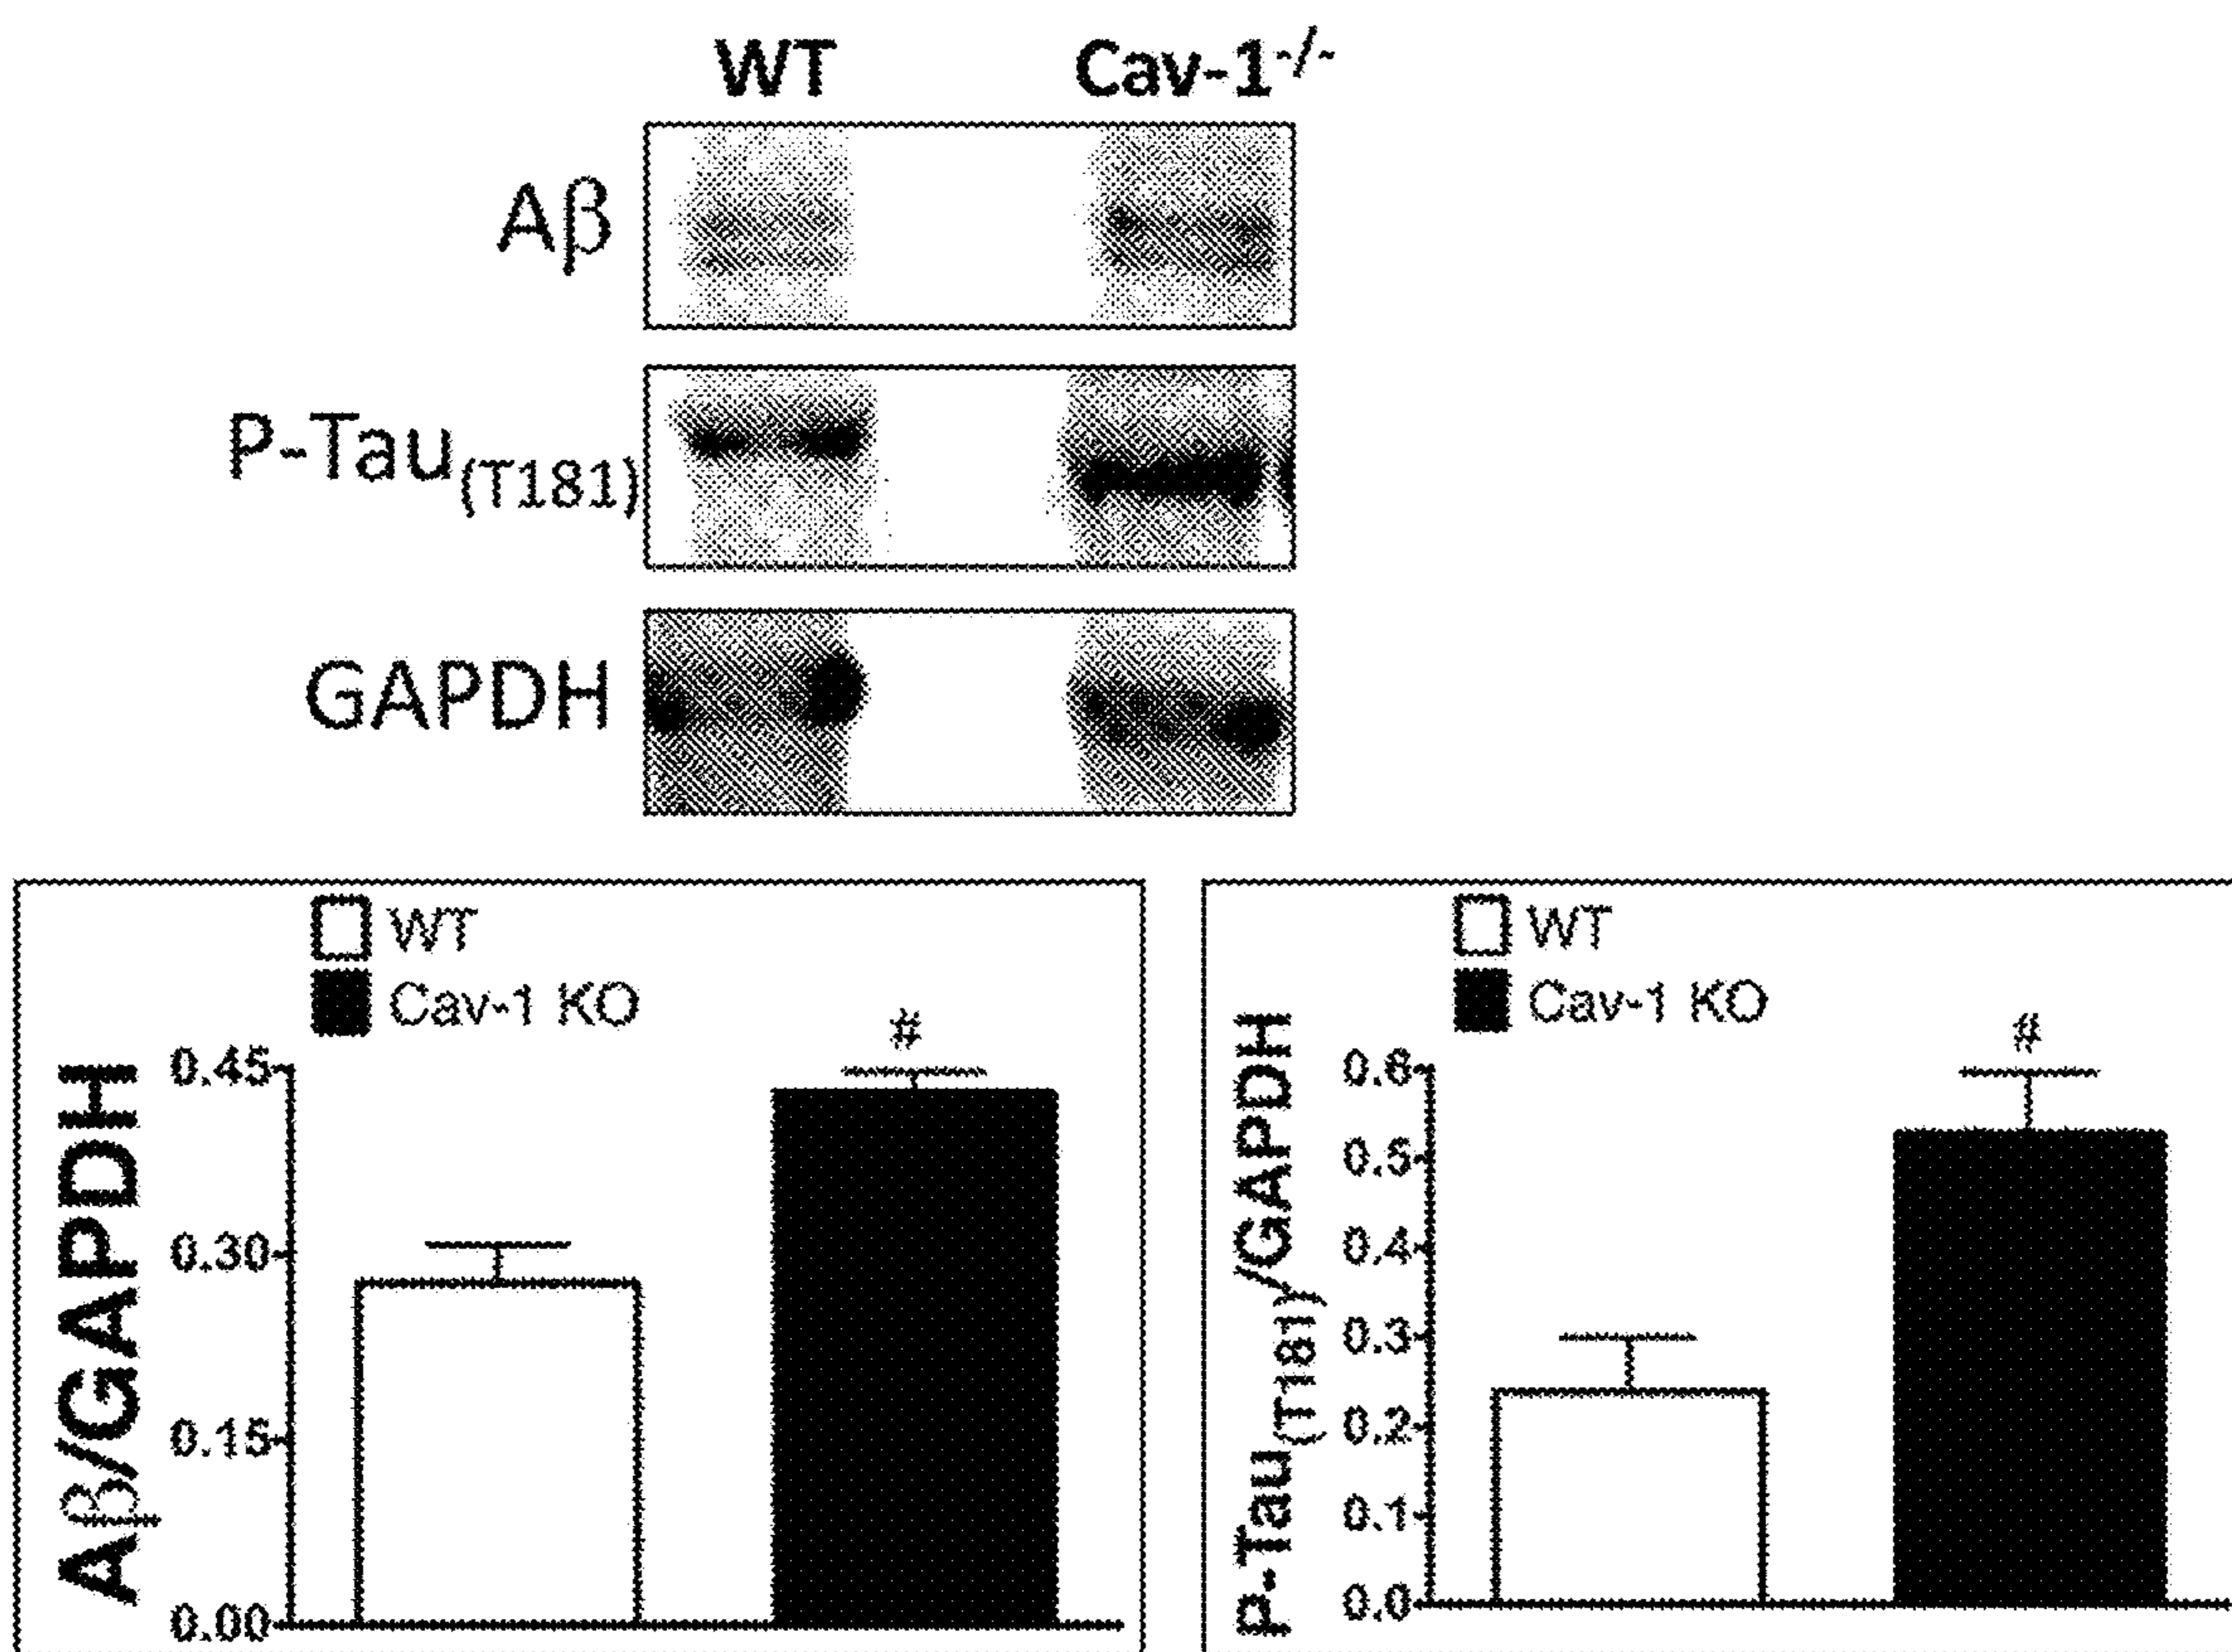 WT Cav-1-/-
Aβ
P-Tau(T181)
GAPDH
WT
Cav-1 KO
#
Aβ/GAPDH
0.45
0.30
0.15
0.00
WT
Cav-1 KO
#
P-Tau(T181)/GAPDH
0.6
0.5
0.4
0.3
0.2
0.1
0.0